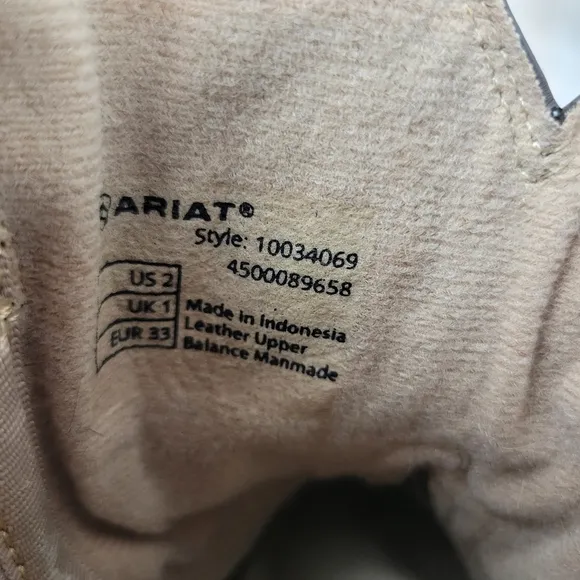 ARIAT®
Style: 10034069
4500089658
US 2
UK 1
EUR 33
Made in Indonesia
Leather Upper
Balance Manmade